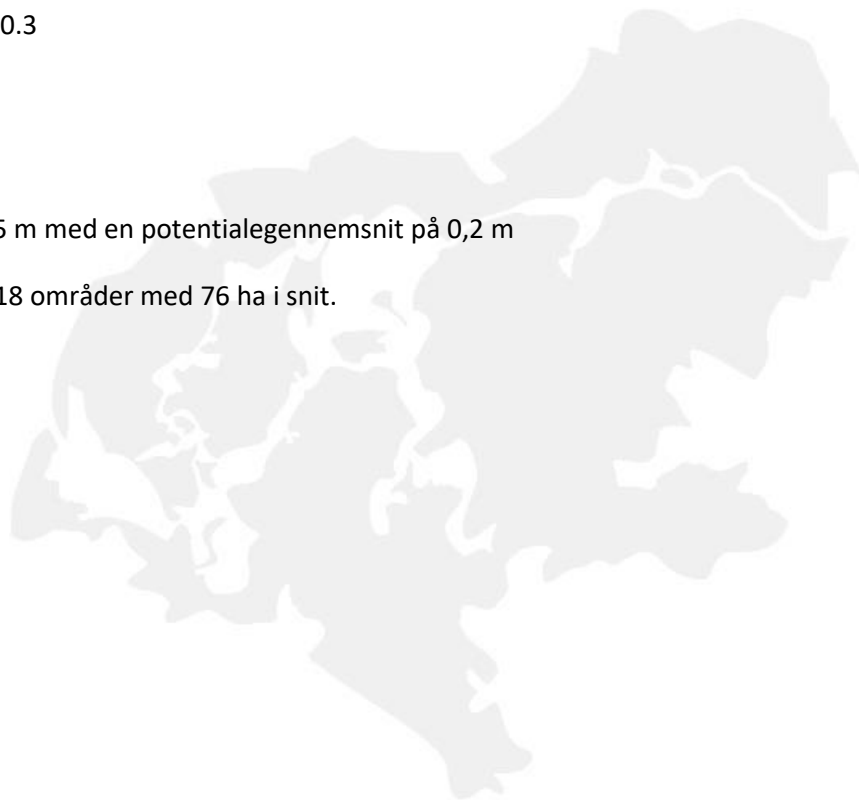 0.3
5 m med en potentialegennemsnit på 0,2 m
18 områder med 76 ha i snit.